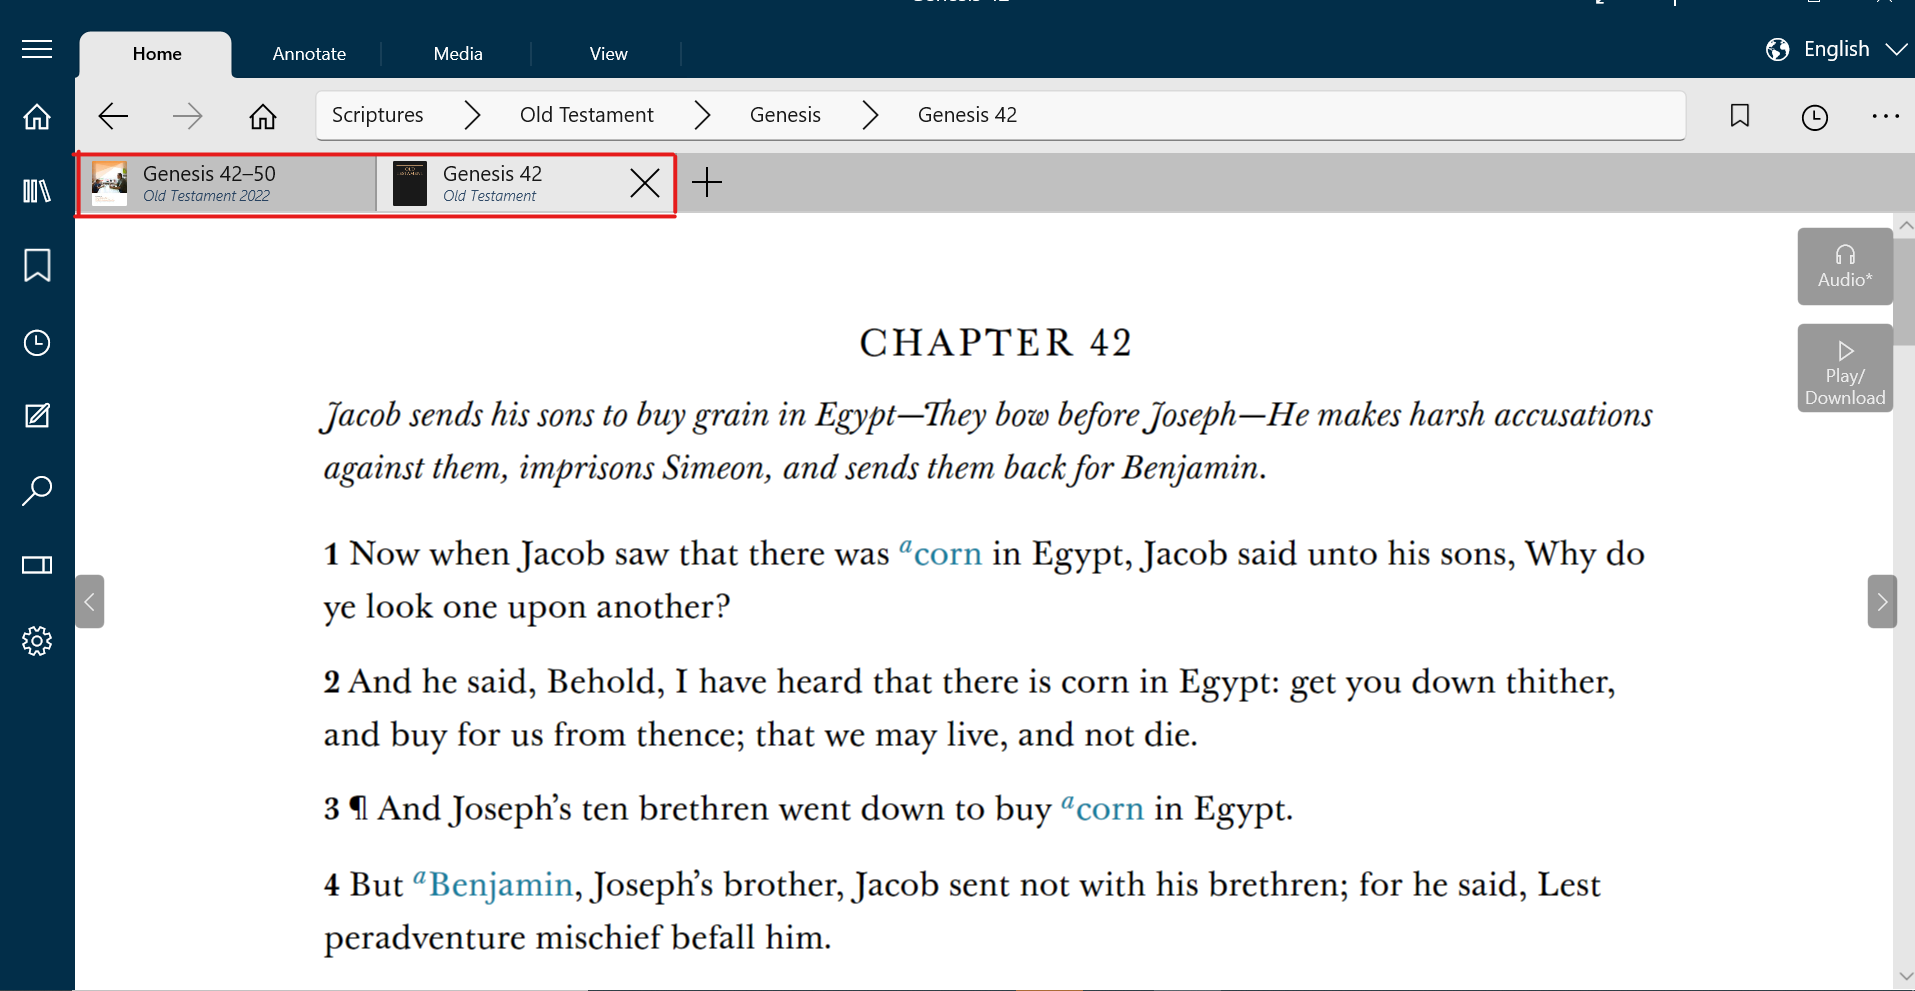 Home
Annotate
Media
View
English
Scriptures
Old Testament
Genesis
Genesis 42
Genesis 42–50
Old Testament 2022
Genesis 42
Old Testament
Audio*
Play/
Download
CHAPTER 42
Jacob sends his sons to buy grain in Egypt—They bow before Joseph—He makes harsh accusations
against them, imprisons Simeon, and sends them back for Benjamin.
1 Now when Jacob saw that there was a corn in Egypt, Jacob said unto his sons, Why do
ye look one upon another?
2 And he said, Behold, I have heard that there is corn in Egypt: get you down thither,
and buy for us from thence; that we may live, and not die.
3 ¶ And Joseph’s ten brethren went down to buy a corn in Egypt.
4 But a Benjamin, Joseph’s brother, Jacob sent not with his brethren; for he said, Lest
peradventure mischief befall him.